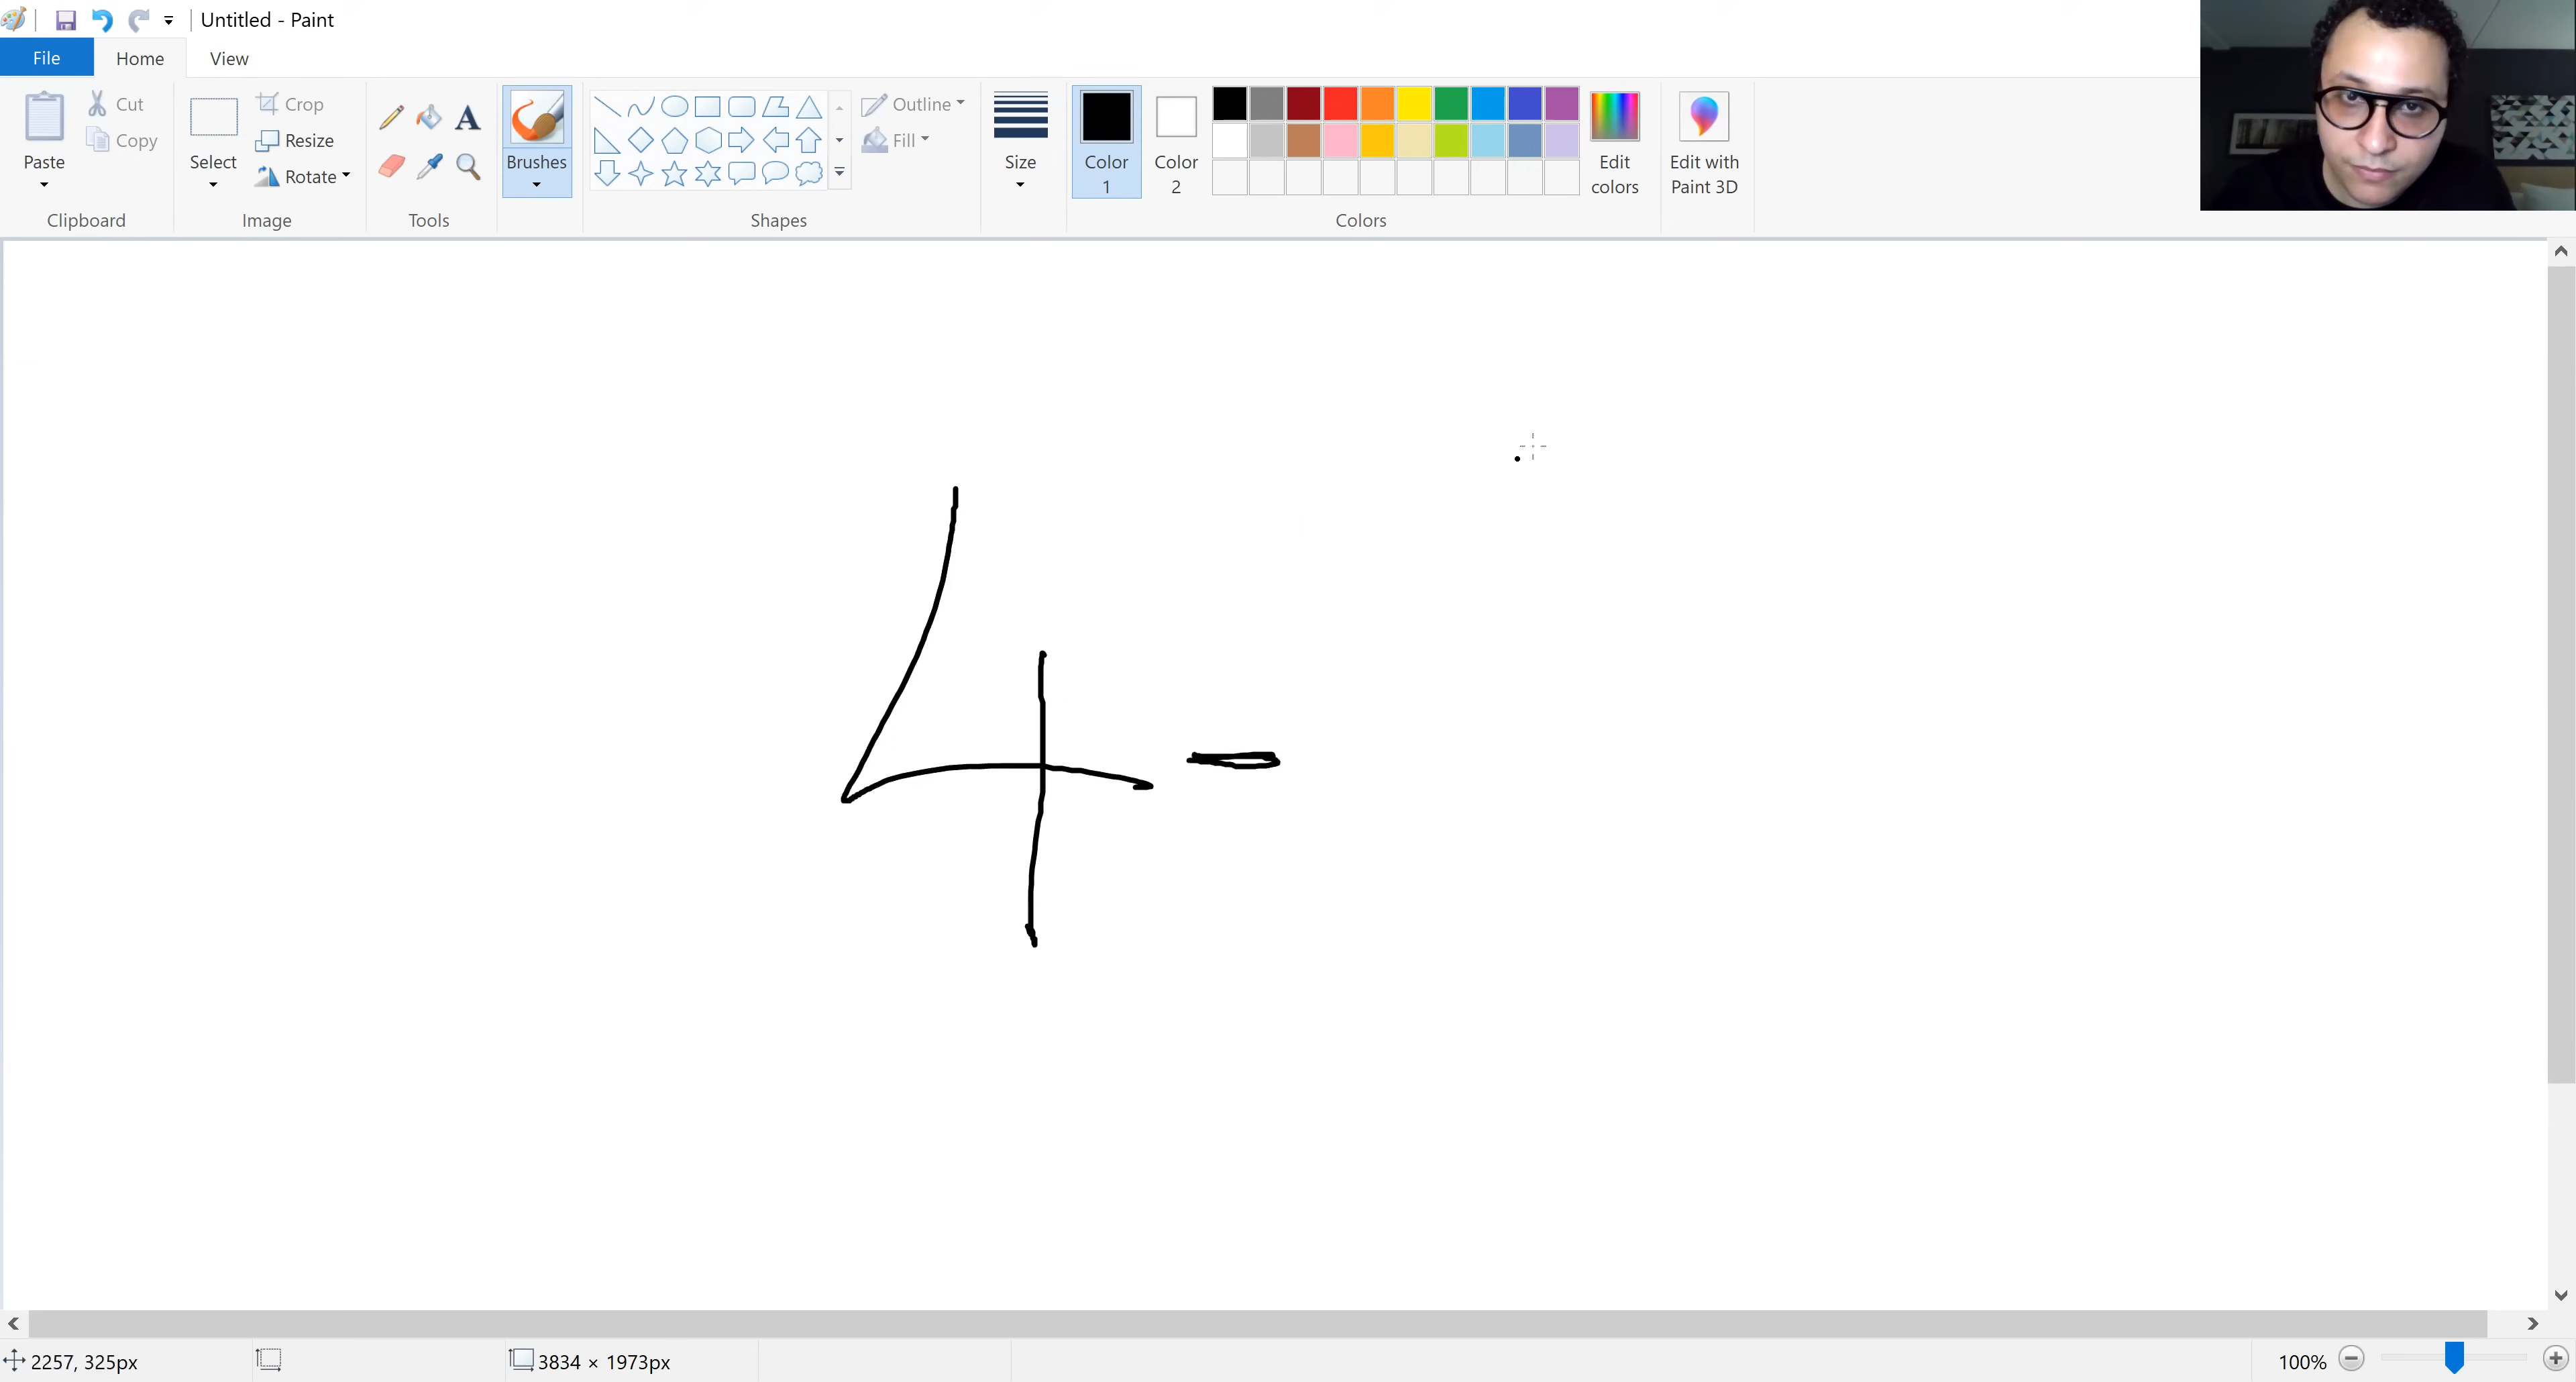 Untitled - Paint
File Home View
Paste
Cut
Copy
Clipboard
Select
Crop
Resize
Rotate
Image
A
Tools
Brushes
Outline
Fill
Shapes
Size
Color 1
Color 2
Edit colors
Colors
Edit with Paint 3D
4-
2257, 325px
3834 × 1973px
100%